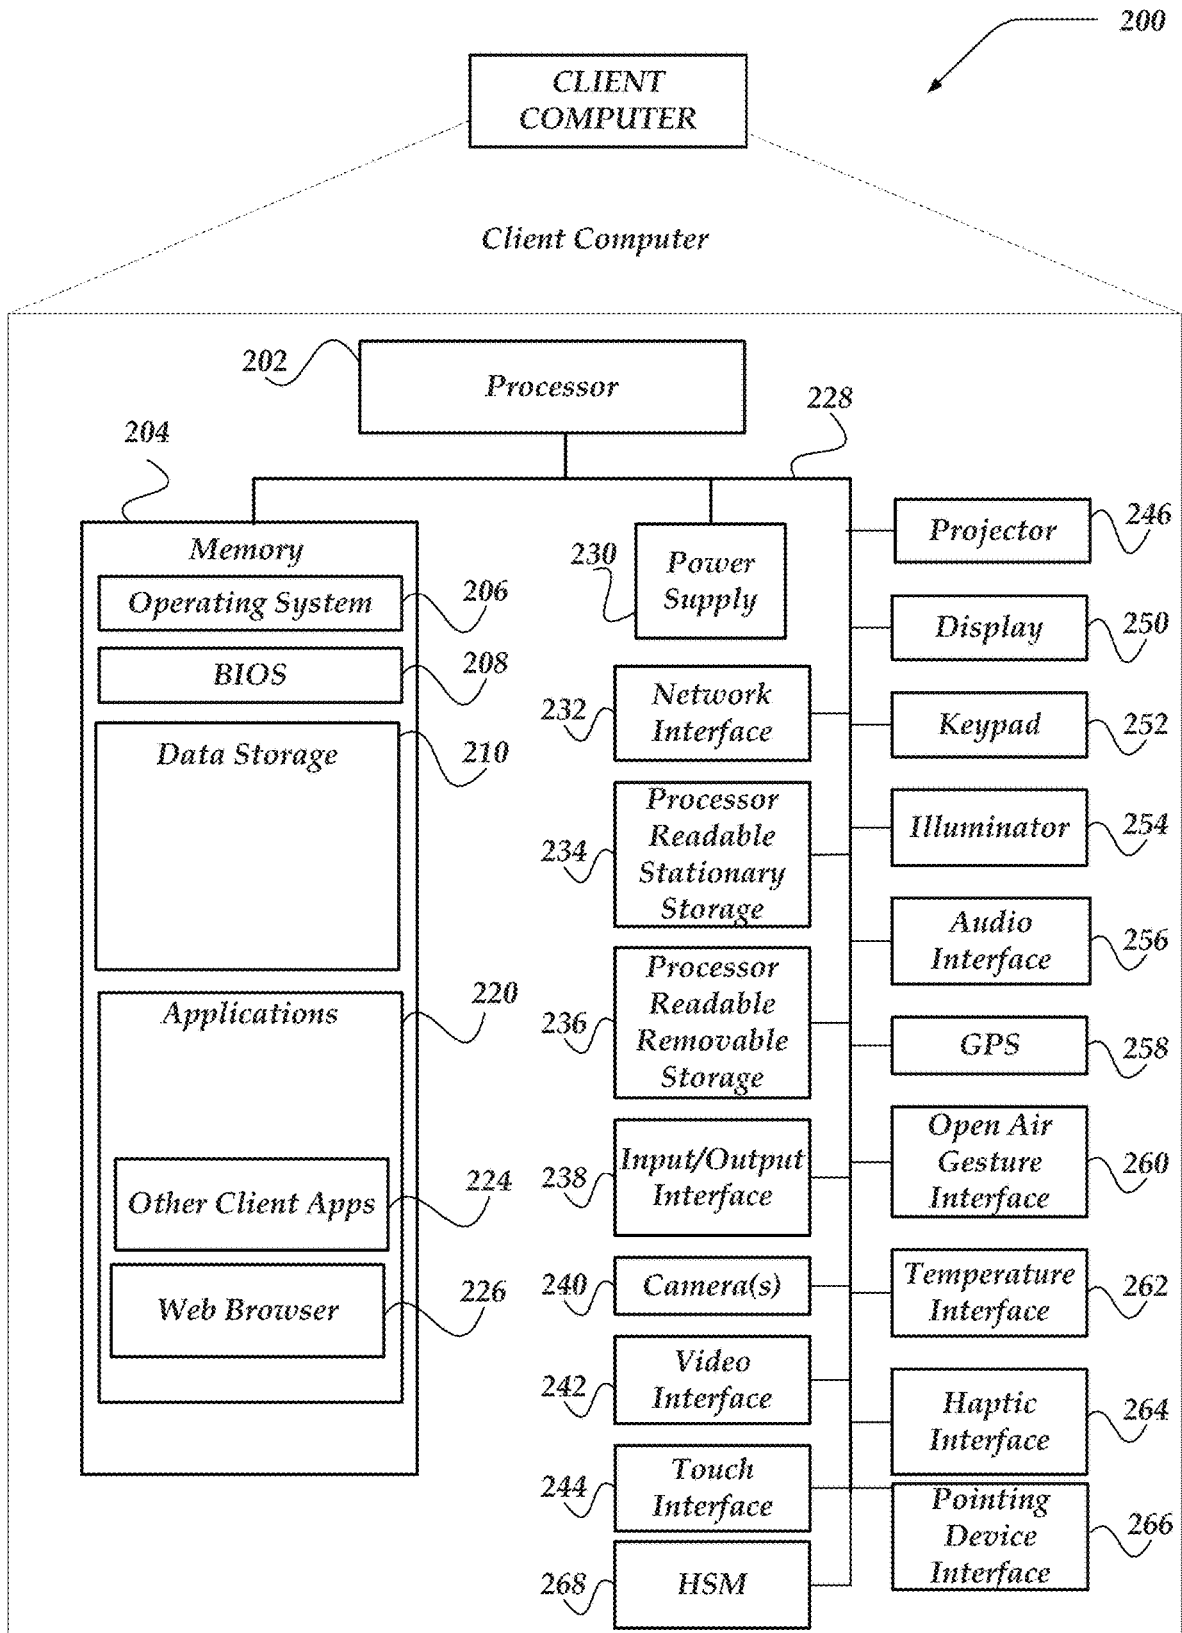 200
CLIENT
COMPUTER
Client Computer
202
Processor
228
204
Memory
Operating System
206
BIOS
208
Data Storage
210
Applications
220
Other Client Apps
224
Web Browser
226
230
Power
Supply
232
Network
Interface
234
Processor
Readable
Stationary
Storage
236
Processor
Readable
Removable
Storage
238
Input/Output
Interface
240
Camera(s)
242
Video
Interface
244
Touch
Interface
268
HSM
Projector
246
Display
250
Keypad
252
Illuminator
254
Audio
Interface
256
GPS
258
Open Air
Gesture
Interface
260
Temperature
Interface
262
Haptic
Interface
264
Pointing
Device
Interface
266